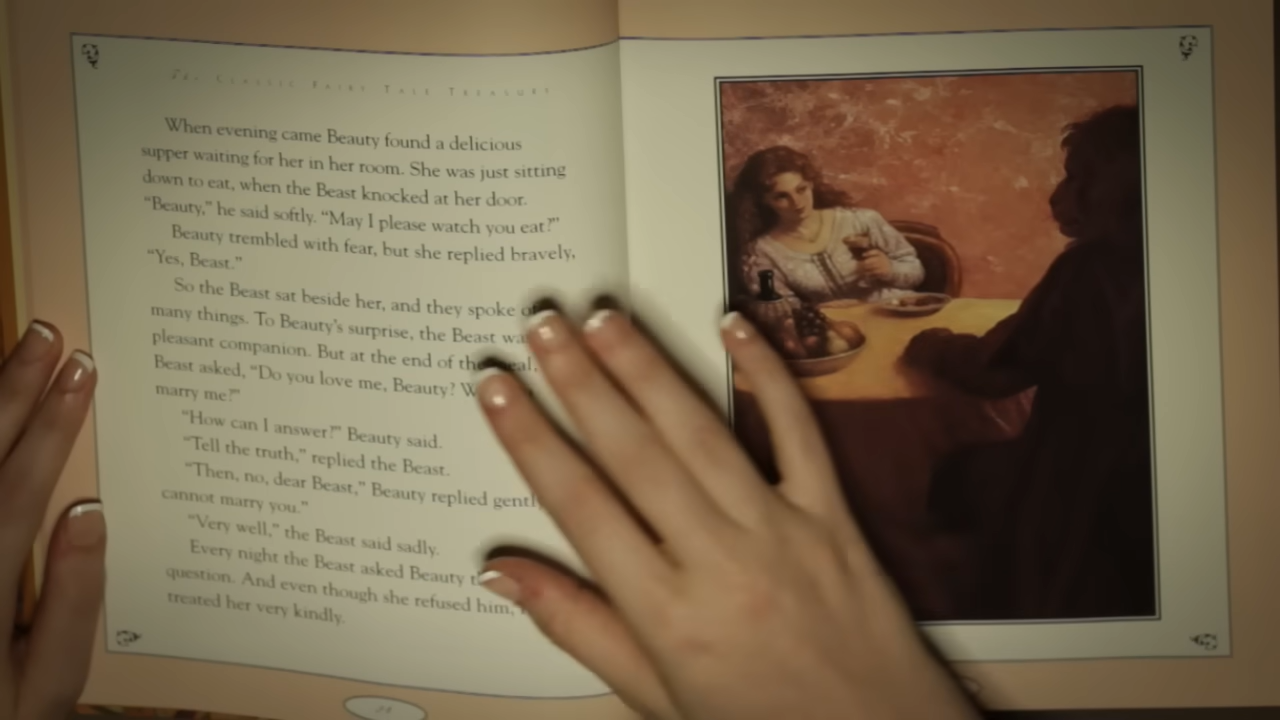 The Classic Fairy Tale Treasury
When evening came Beauty found a delicious
supper waiting for her in her room. She was just sitting
down to eat, when the Beast knocked at her door.
“Beauty,” he said softly. “May I please watch you eat?”
Beauty trembled with fear, but she replied bravely,
“Yes, Beast.”
So the Beast sat beside her, and they spoke
many things. To Beauty’s surprise, the Beast
pleasant companion. But at the end of the
Beast asked, “Do you love me, Beauty?
marry me?”
“How can I answer?” Beauty said.
“Tell the truth,” replied the Beast.
“Then, no, dear Beast,” Beauty replied
cannot marry you.”
“Very well,” the Beast said sadly.
Every night the Beast asked Beauty
question. And even though she refused him,
treated her very kindly.